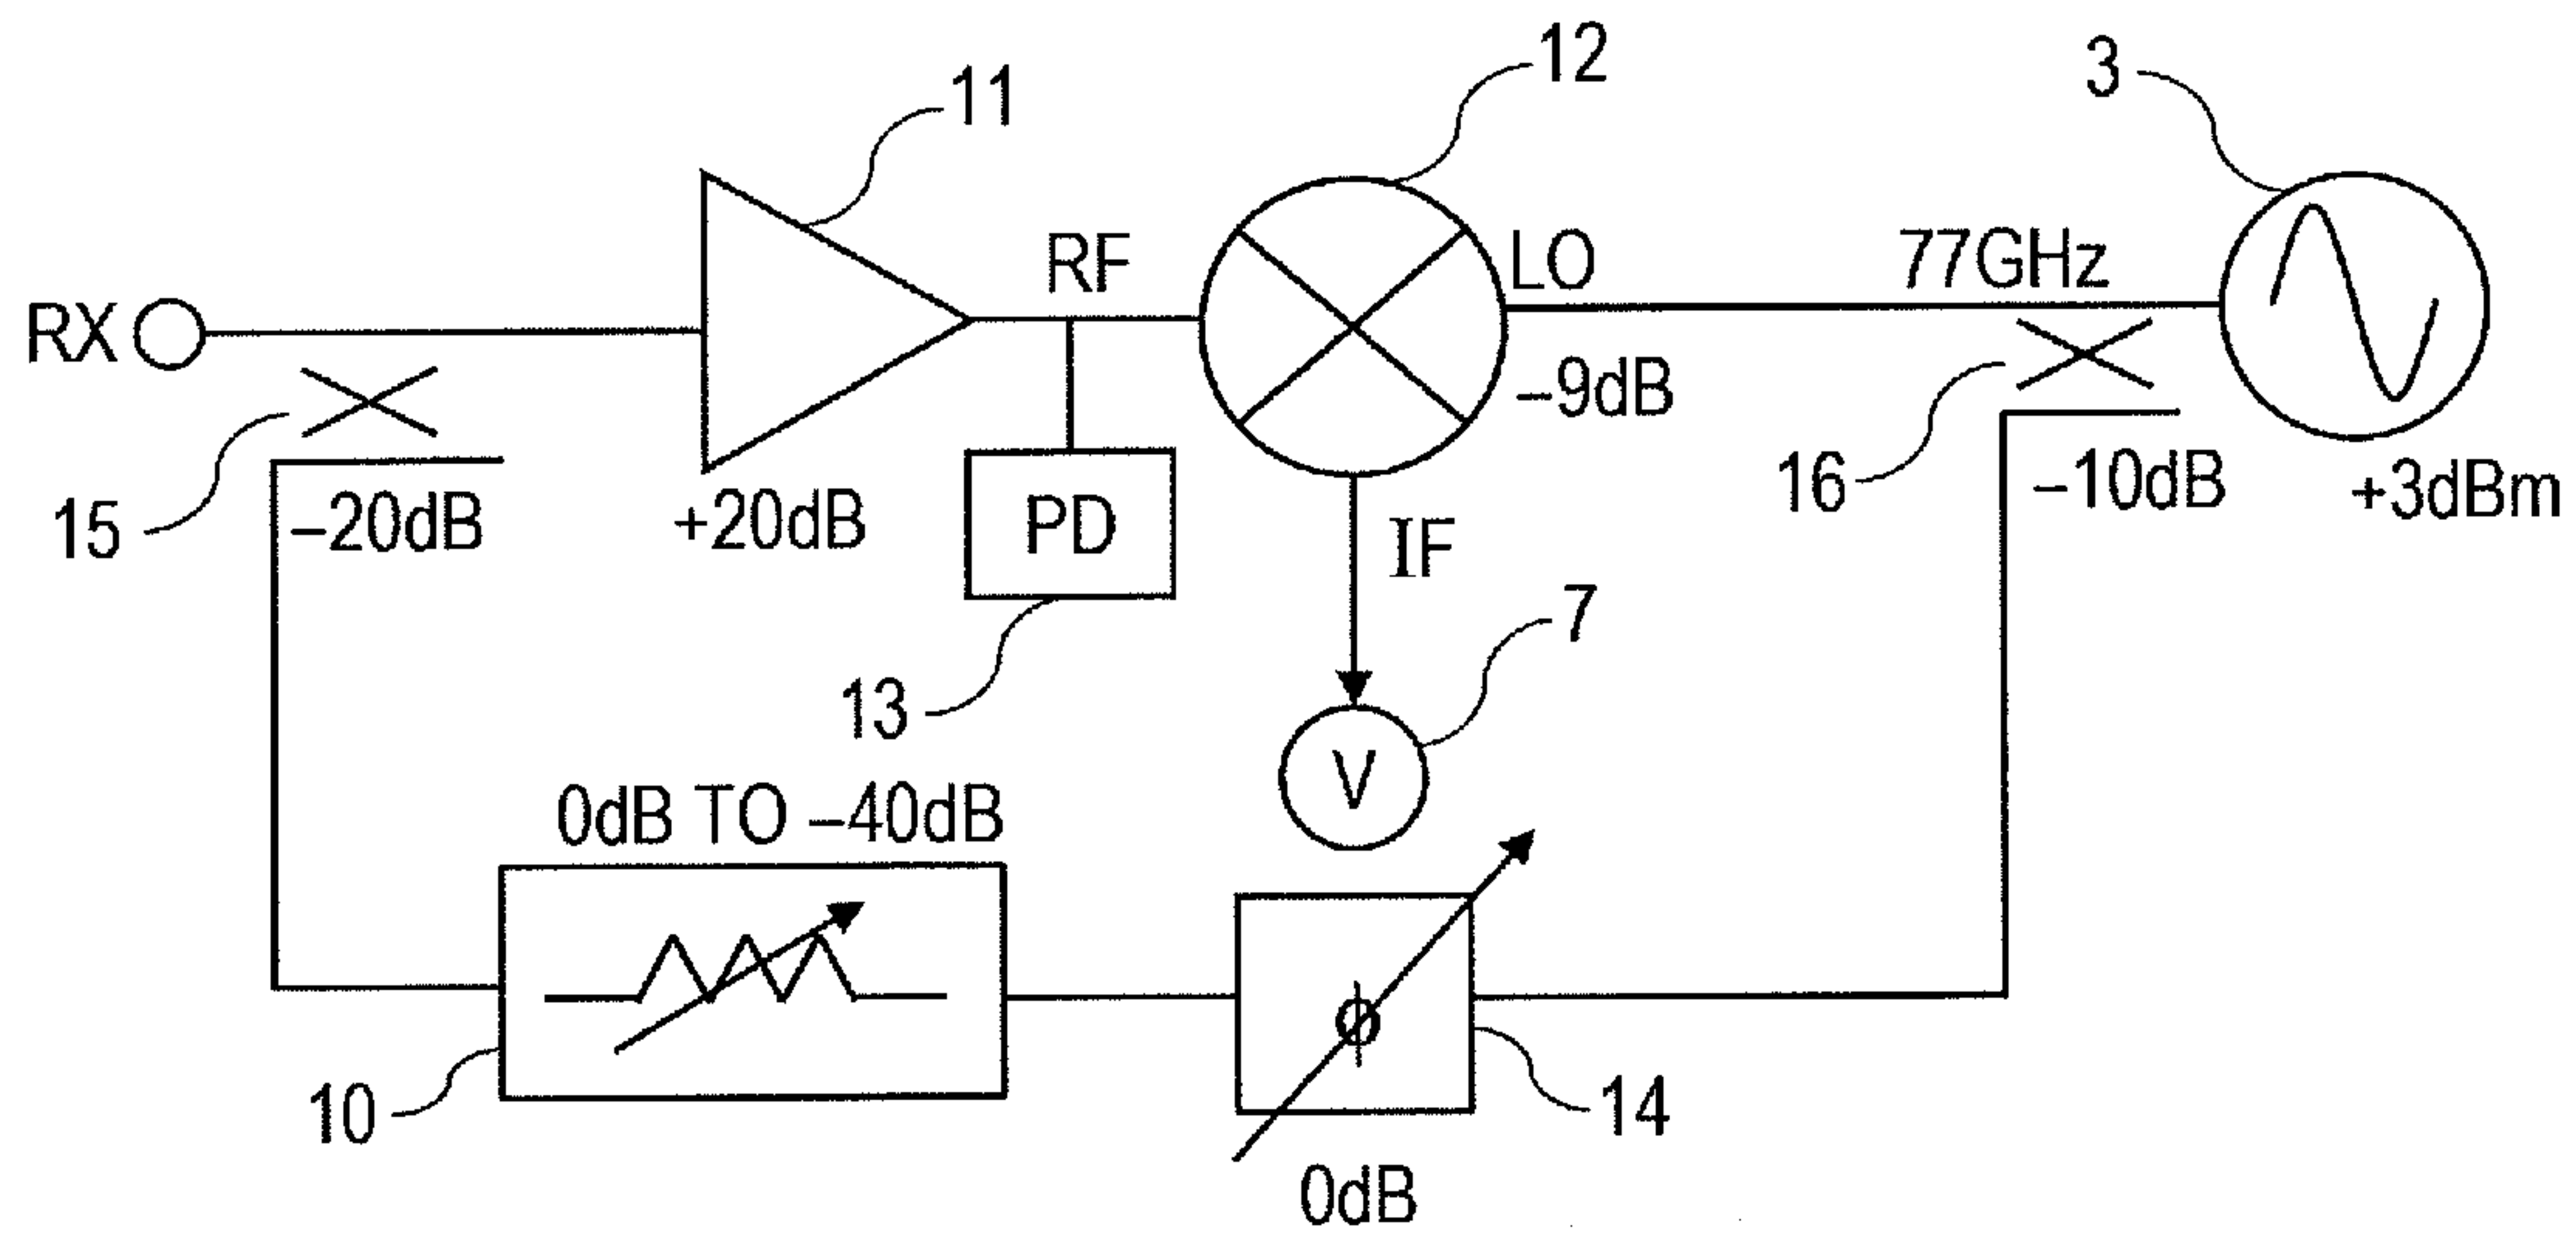 12
3
11
RF
LO
77GHz
RX
–9dB
16
–10dB
+3dBm
15
–20dB
+20dB
PD
IF
7
13
V
0dB TO –40dB
ϕ
10
14
0dB